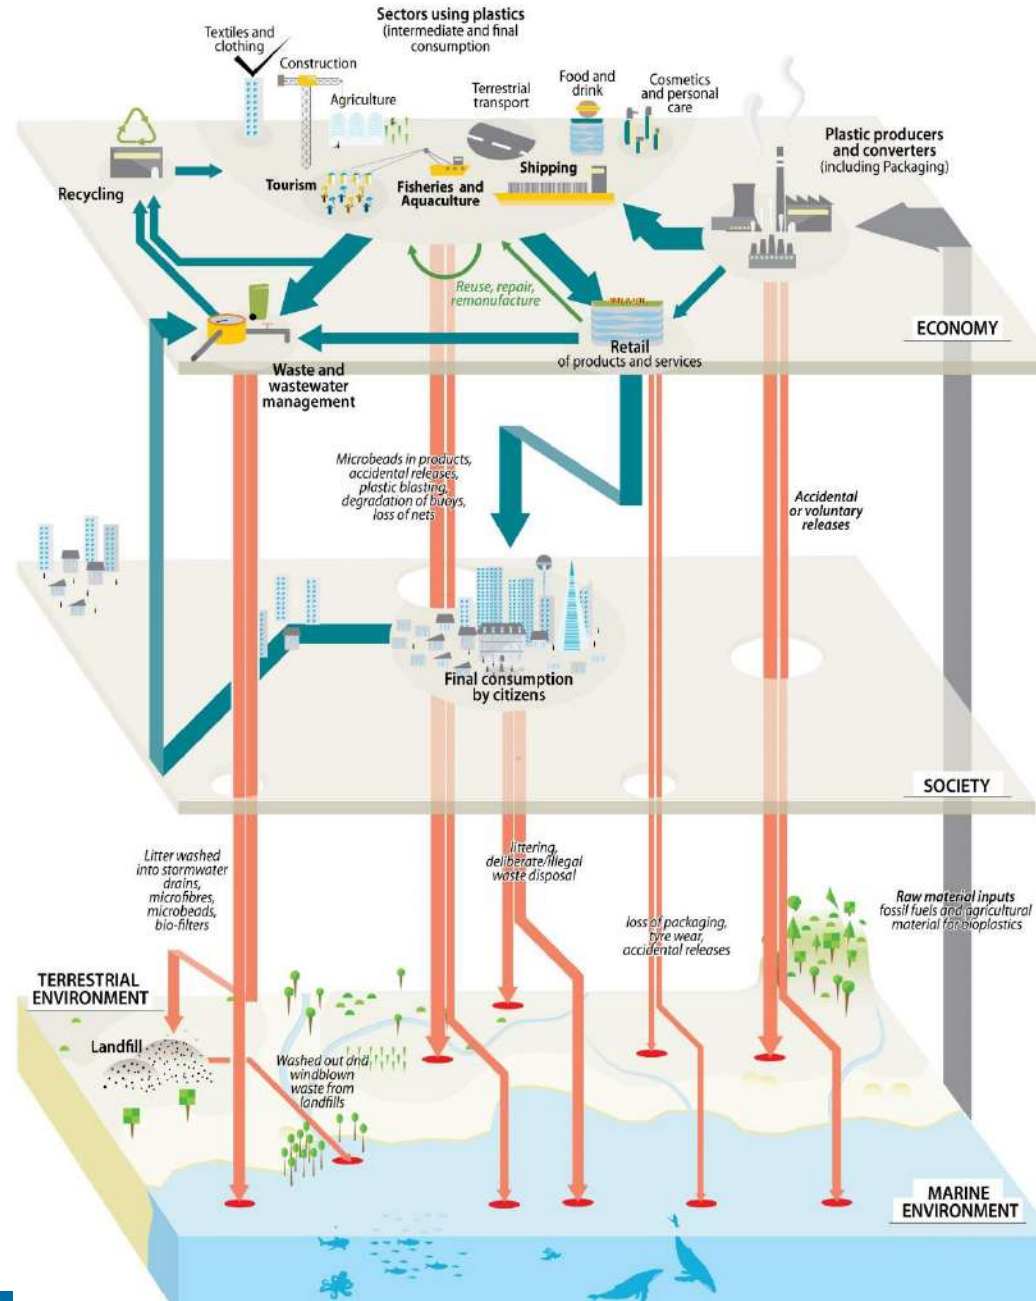 Sectors using plastics
(intermediate and final
consumption
Textiles and
clothing
Construction
Agriculture
Terrestrial
transport
Food and
drink
Cosmetics
and personal
care
Plastic producers
and converters
(including Packaging)
Recycling
Tourism
Fisheries and
Aquaculture
Shipping
Reuse, repair,
remanufacture
ECONOMY
Retail
of products and services
Waste and
wastewater
management
Microbeads in products,
accidental releases,
plastic blasting,
degradation of buoys,
loss of nets
Accidental
or voluntary
releases
Final consumption
by citizens
SOCIETY
Litter washed
into stormwater
drains,
microfibres,
microbeads,
bio-filters
littering,
deliberate/illegal
waste disposal
loss of packaging,
tyre wear,
accidental releases
Raw material inputs
fossil fuels and agricultural
material for bioplastics
TERRESTRIAL
ENVIRONMENT
Landfill
Washed out and
windblown
waste from
landfills
MARINE
ENVIRONMENT